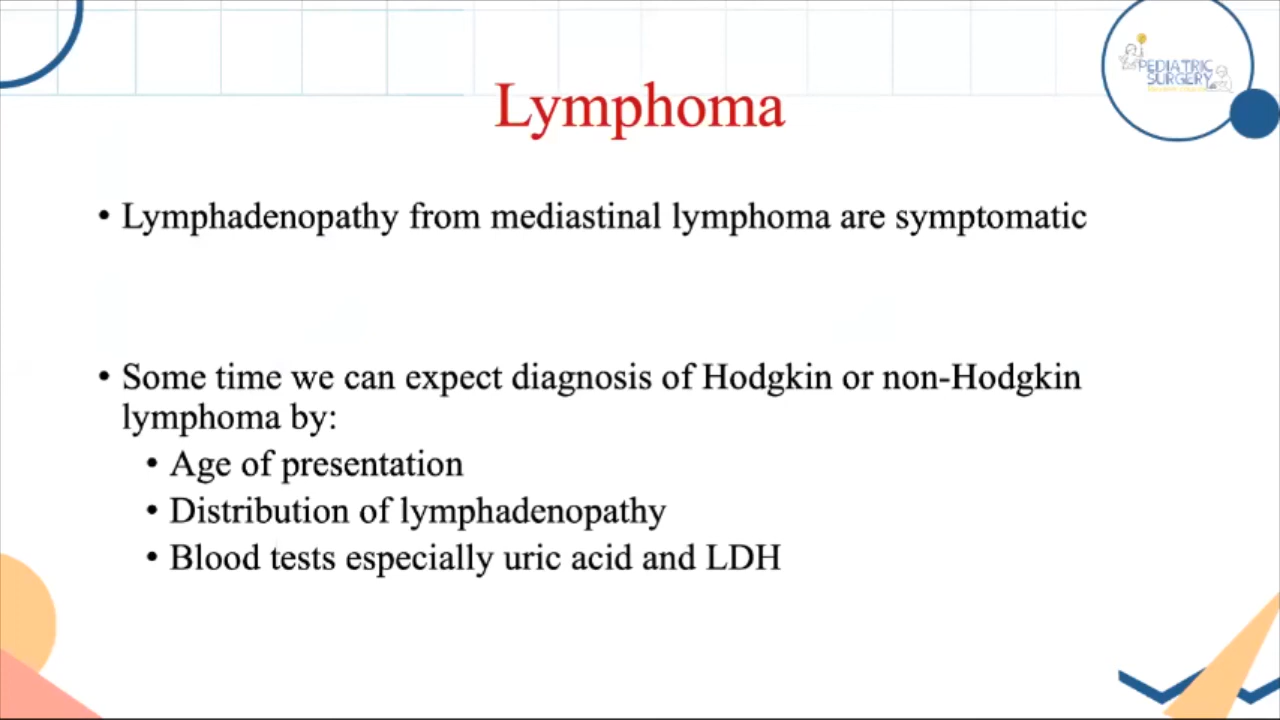 PEDIATRIC
SURGERY
Lymphoma
• Lymphadenopathy from mediastinal lymphoma are symptomatic
• Some time we can expect diagnosis of Hodgkin or non-Hodgkin
lymphoma by:
• Age of presentation
• Distribution of lymphadenopathy
• Blood tests especially uric acid and LDH